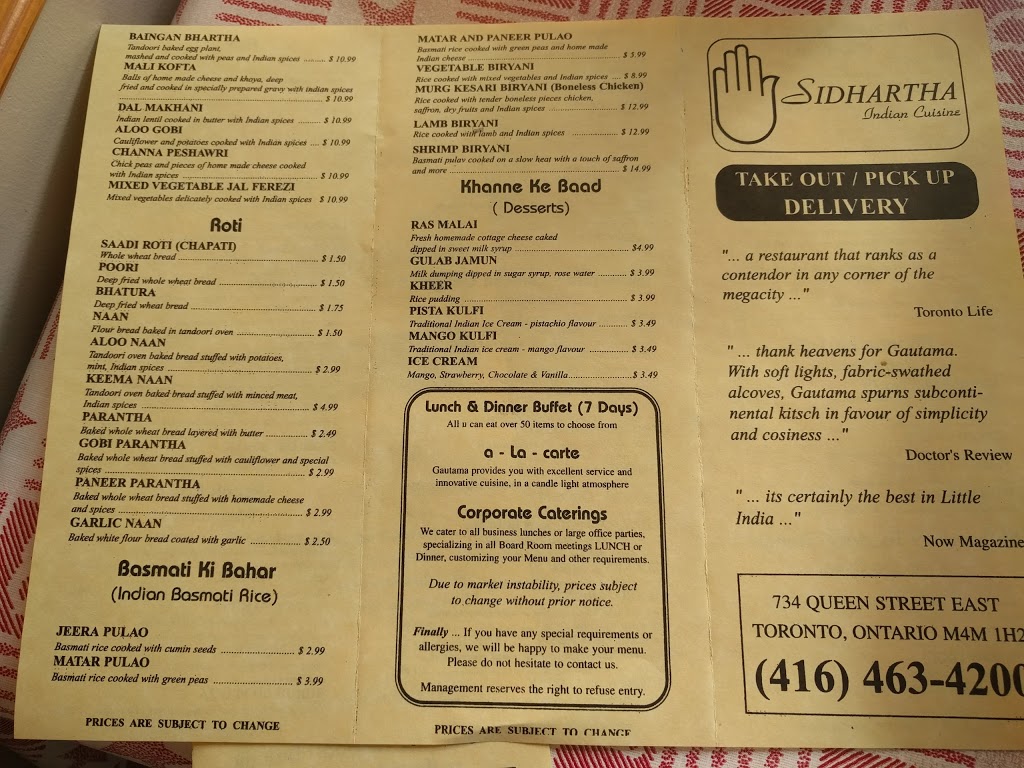 BAINGAN BHARTHA
Tandoori baked egg plant,
mashed and cooked with peas and Indian spices ......... $ 10.99
MALI KOFTA
Balls of home made cheese and khoya, deep
fried and cooked in specially prepared gravy with indian spices
..................................................................... $ 10.99
DAL MAKHANI
Indian lentil cooked in butter with Indian spices .......... $ 10.99
ALOO GOBI
Cauliflower and potatoes cooked with Indian spices .... $ 10.99
CHANNA PESHAWRI
Chick peas and pieces of home made cheese cooked
with Indian spices ......................................... $ 10.99
MIXED VEGETABLE JAL FEREZI
Mixed vegetables delicately cooked with Indian spices $ 10.99
Roti
SAADI ROTI (CHAPATI)
Whole wheat bread .......................................... $ 1.50
POORI
Deep fried whole wheat bread ............................... $ 1.50
BHATURA
Deep fried wheat bread ..................................... $ 1.75
NAAN
Flour bread baked in tandoori oven ........................ $ 1.50
ALOO NAAN
Tandoori oven baked bread stuffed with potatoes,
mint, Indian spices ........................................... $ 2.99
KEEMA NAAN
Tandoori oven baked bread stuffed with minced meat,
Indian spices .................................................. $ 4.99
PARANTHA
Baked whole wheat bread layered with butter ............. $ 2.49
GOBI PARANTHA
Baked whole wheat bread stuffed with cauliflower and special
spices ......................................................... $ 2.99
PANEER PARANTHA
Baked whole wheat bread stuffed with homemade cheese
and spices ..................................................... $ 2.99
GARLIC NAAN
Baked white flour bread coated with garlic .................. $ 2.50
Basmati Ki Bahar
(Indian Basmati Rice)
JEERA PULAO
Basmati rice cooked with cumin seeds ....................... $ 2.99
MATAR PULAO
Basmati rice cooked with green peas ......................... $ 3.99
PRICES ARE SUBJECT TO CHANGE
MATAR AND PANEER PULAO
Basmati rice cooked with green peas and home made
Indian cheese ................................................. $ 5.99
VEGETABLE BIRYANI
Rice cooked with mixed vegetables and Indian spices ..... $ 8.99
MURG KESARI BIRYANI (Boneless Chicken)
Rice cooked with tender boneless pieces chicken,
saffron, dry fruits and Indian spices ........................ $ 12.99
LAMB BIRYANI
Rice cooked with lamb and Indian spices ................ $ 12.99
SHRIMP BIRYANI
Basmati pulav cooked on a slow heat with a touch of saffron
and more ..................................................... $ 14.99
Khanne Ke Baad
( Desserts)
RAS MALAI
Fresh homemade cottage cheese caked
dipped in sweet milk syrup ................................. $4.99
GULAB JAMUN
Milk dumping dipped in sugar syrup, rose water ......... $ 3.99
KHEER
Rice pudding .................................................. $ 3.99
PISTA KULFI
Traditional Indian Ice Cream - pistachio flavour .......... $ 3.49
MANGO KULFI
Traditional Indian ice cream - mango flavour .............. $ 3.49
ICE CREAM
Mango, Strawberry, Chocolate & Vanilla...................... $ 3.49
Lunch & Dinner Buffet (7 Days)
All u can eat over 50 items to choose from
a - La - carte
Gautama provides you with excellent service and
innovative cuisine, in a candle light atmosphere
Corporate Caterings
We cater to all business lunches or large office parties,
specializing in all Board Room meetings LUNCH or
Dinner, customizing your Menu and other requirements.
Due to market instability, prices subject
to change without prior notice.
Finally ... If you have any special requirements or
allergies, we will be happy to make your menu.
Please do not hesitate to contact us.
Management reserves the right to refuse entry.
PRICES ARE SUBJECT TO CHANGE
SIDHARTHA
Indian Cuisine
TAKE OUT / PICK UP
DELIVERY
"... a restaurant that ranks as a
contendor in any corner of the
megacity ..."
Toronto Life
" ... thank heavens for Gautama.
With soft lights, fabric-swathed
alcoves, Gautama spurns subconti-
nental kitsch in favour of simplicity
and cosiness ..."
Doctor's Review
" ... its certainly the best in Little
India ..."
Now Magazine
734 QUEEN STREET EAST
TORONTO, ONTARIO M4M 1H2
(416) 463-4200